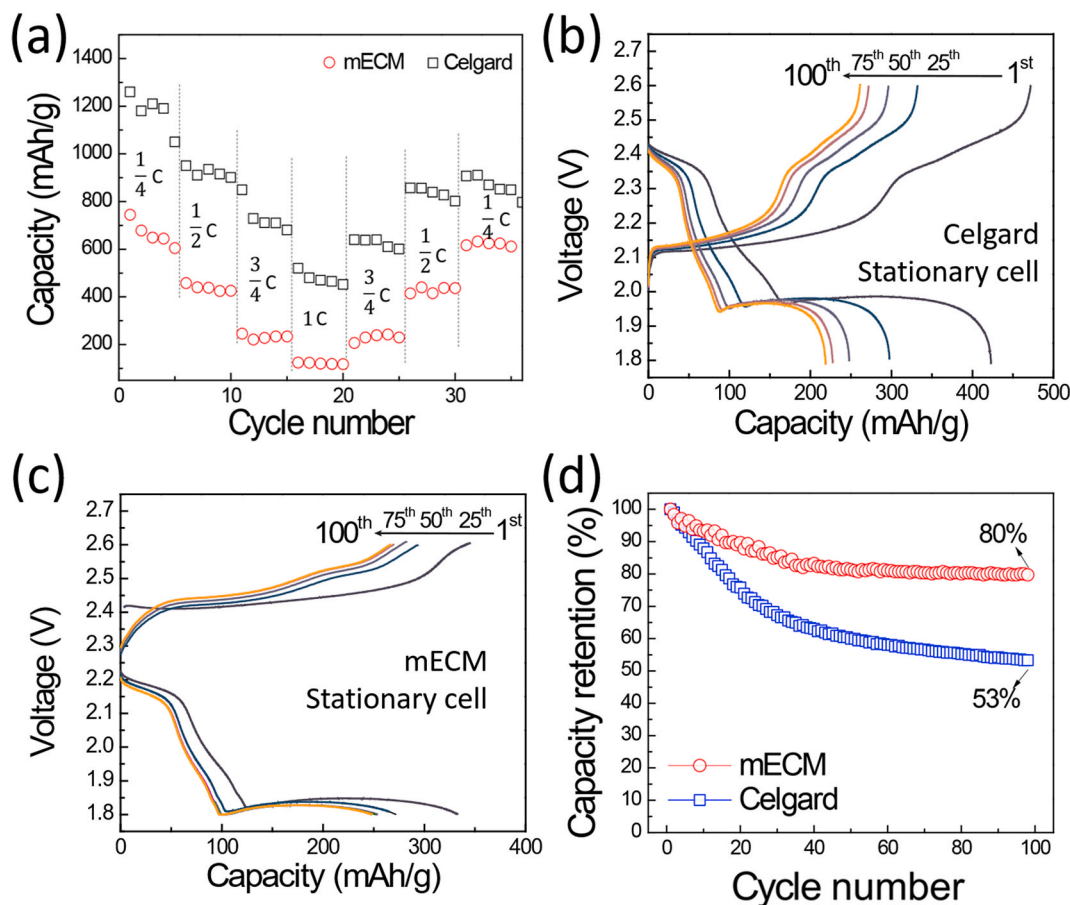 (a)
mECM
Celgard
1400
1200
1000
800
600
400
200
1/4 C
1/2 C
3/4 C
1 C
3/4 C
1/2 C
1/4 C
0
10
20
30
Capacity (mAh/g)
Cycle number
(b)
2.7
2.6
2.5
2.4
2.3
2.2
2.1
2.0
1.9
1.8
100th 75th 50th 25th 1st
Celgard
Stationary cell
0
100
200
300
400
500
Voltage (V)
Capacity (mAh/g)
(c)
2.7
2.6
2.5
2.4
2.3
2.2
2.1
2.0
1.9
1.8
100th 75th 50th 25th 1st
mECM
Stationary cell
0
100
200
300
400
Voltage (V)
Capacity (mAh/g)
(d)
100
90
80
70
60
50
40
30
20
10
0
80%
53%
mECM
Celgard
0
20
40
60
80
100
Capacity retention (%)
Cycle number